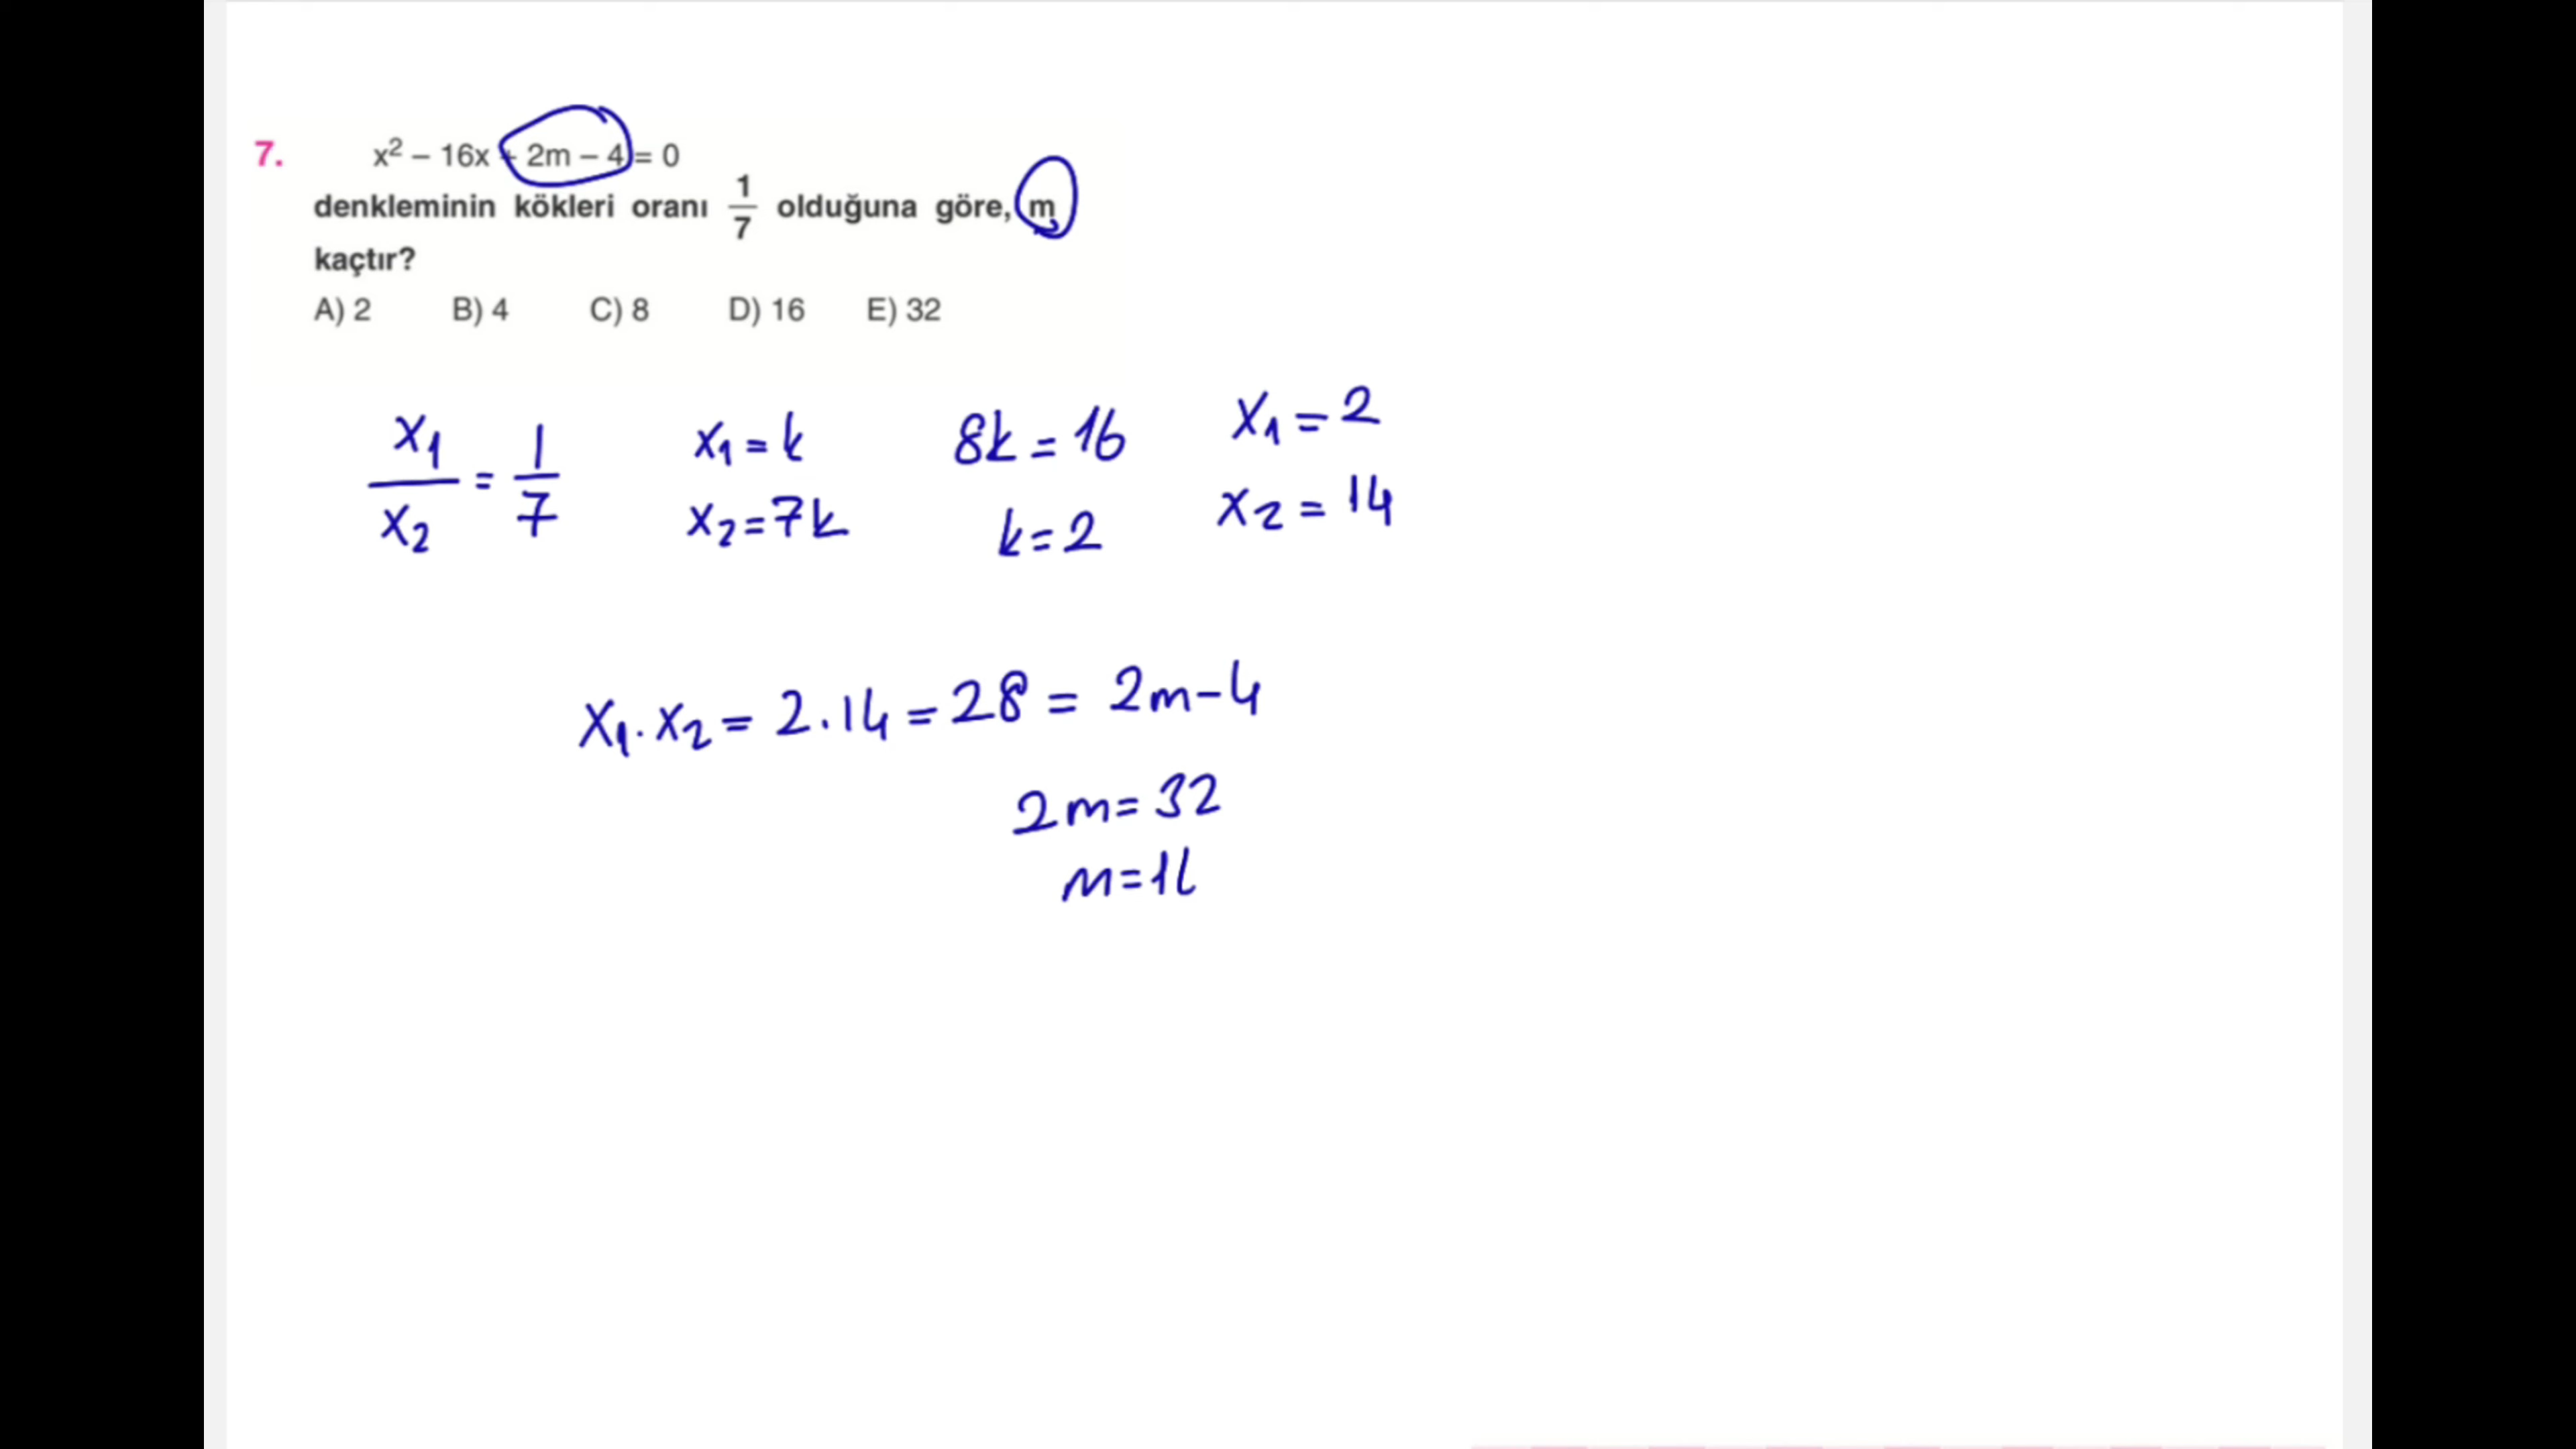 7. x² – 16x + 2m – 4 = 0
denkleminin kökleri oranı 1/7 olduğuna göre, m
kaçtır?
A) 2 B) 4 C) 8 D) 16 E) 32
x₁/x₂ = 1/7
x₁ = k
x₂ = 7k
8k = 16
k = 2
x₁ = 2
x₂ = 14
x₁ . x₂ = 2 . 14 = 28 = 2m - 4
2m = 32
m = 1